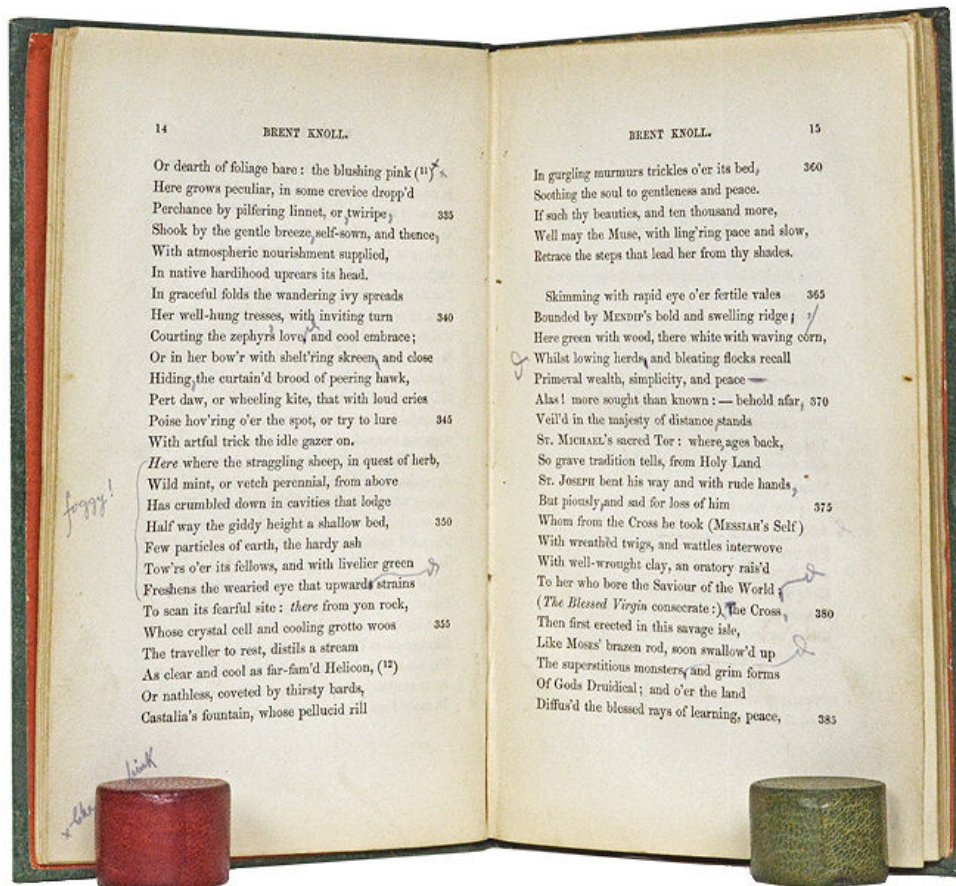 14 BRENT KNOLL.
Or dearth of foliage bare : the blushing pink (11) x
Here grows peculiar, in some crevice dropp'd
Perchance by pilfering linnet, or, twiripe, 335
Shook by the gentle breeze, self-sown, and thence,
With atmospheric nourishment supplied,
In native hardihood uprears its head.
In graceful folds the wandering ivy spreads
Her well-hung tresses, with inviting turn 340
Courting the zephyr's love, and cool embrace ;
Or in her bow'r with shelt'ring skreen, and close
Hiding, the curtain'd brood of peering hawk,
Pert daw, or wheeling kite, that with loud cries
Poise hov'ring o'er the spot, or try to lure 345
With artful trick the idle gazer on.
Here where the straggling sheep, in quest of herb,
Wild mint, or vetch perennial, from above
foggy!
Has crumbled down in cavities that lodge
Half way the giddy height a shallow bed, 350
Few particles of earth, the hardy ash
Tow'rs o'er its fellows, and with livelier green
Freshens the wearied eye that upwards strains
To scan its fearful site : there from yon rock,
Whose crystal cell and cooling grotto woos 355
The traveller to rest, distils a stream
As clear and cool as far-fam'd Helicon, (12)
Or nathless, coveted by thirsty bards,
Castalia's fountain, whose pellucid rill
BRENT KNOLL. 15
In gurgling murmurs trickles o'er its bed, 360
Soothing the soul to gentleness and peace.
If such thy beauties, and ten thousand more,
Well may the Muse, with ling'ring pace and slow,
Retrace the steps that lead her from thy shades.
Skimming with rapid eye o'er fertile vales 365
Bounded by MENDIP'S bold and swelling ridge ;
Here green with wood, there white with waving corn,
Whilst lowing herds, and bleating flocks recall
Primeval wealth, simplicity, and peace —
Alas ! more sought than known : — behold afar, 370
Veil'd in the majesty of distance, stands
ST. MICHAEL'S sacred Tor : where, ages back,
So grave tradition tells, from Holy Land
ST. JOSEPH bent his way and with rude hands,
But piously, and sad for loss of him 375
Whom from the Cross he took (MESSIAH'S Self)
With wreathèd twigs, and wattles interwove
With well-wrought clay, an oratory rais'd
To her who bore the Saviour of the World ;
(The Blessed Virgin consecrate :) The Cross, 380
Then first erected in this savage isle,
Like MOSES' brazen rod, soon swallow'd up
The superstitious monsters, and grim forms
Of Gods Druidical ; and o'er the land
Diffus'd the blessed rays of learning, peace, 385